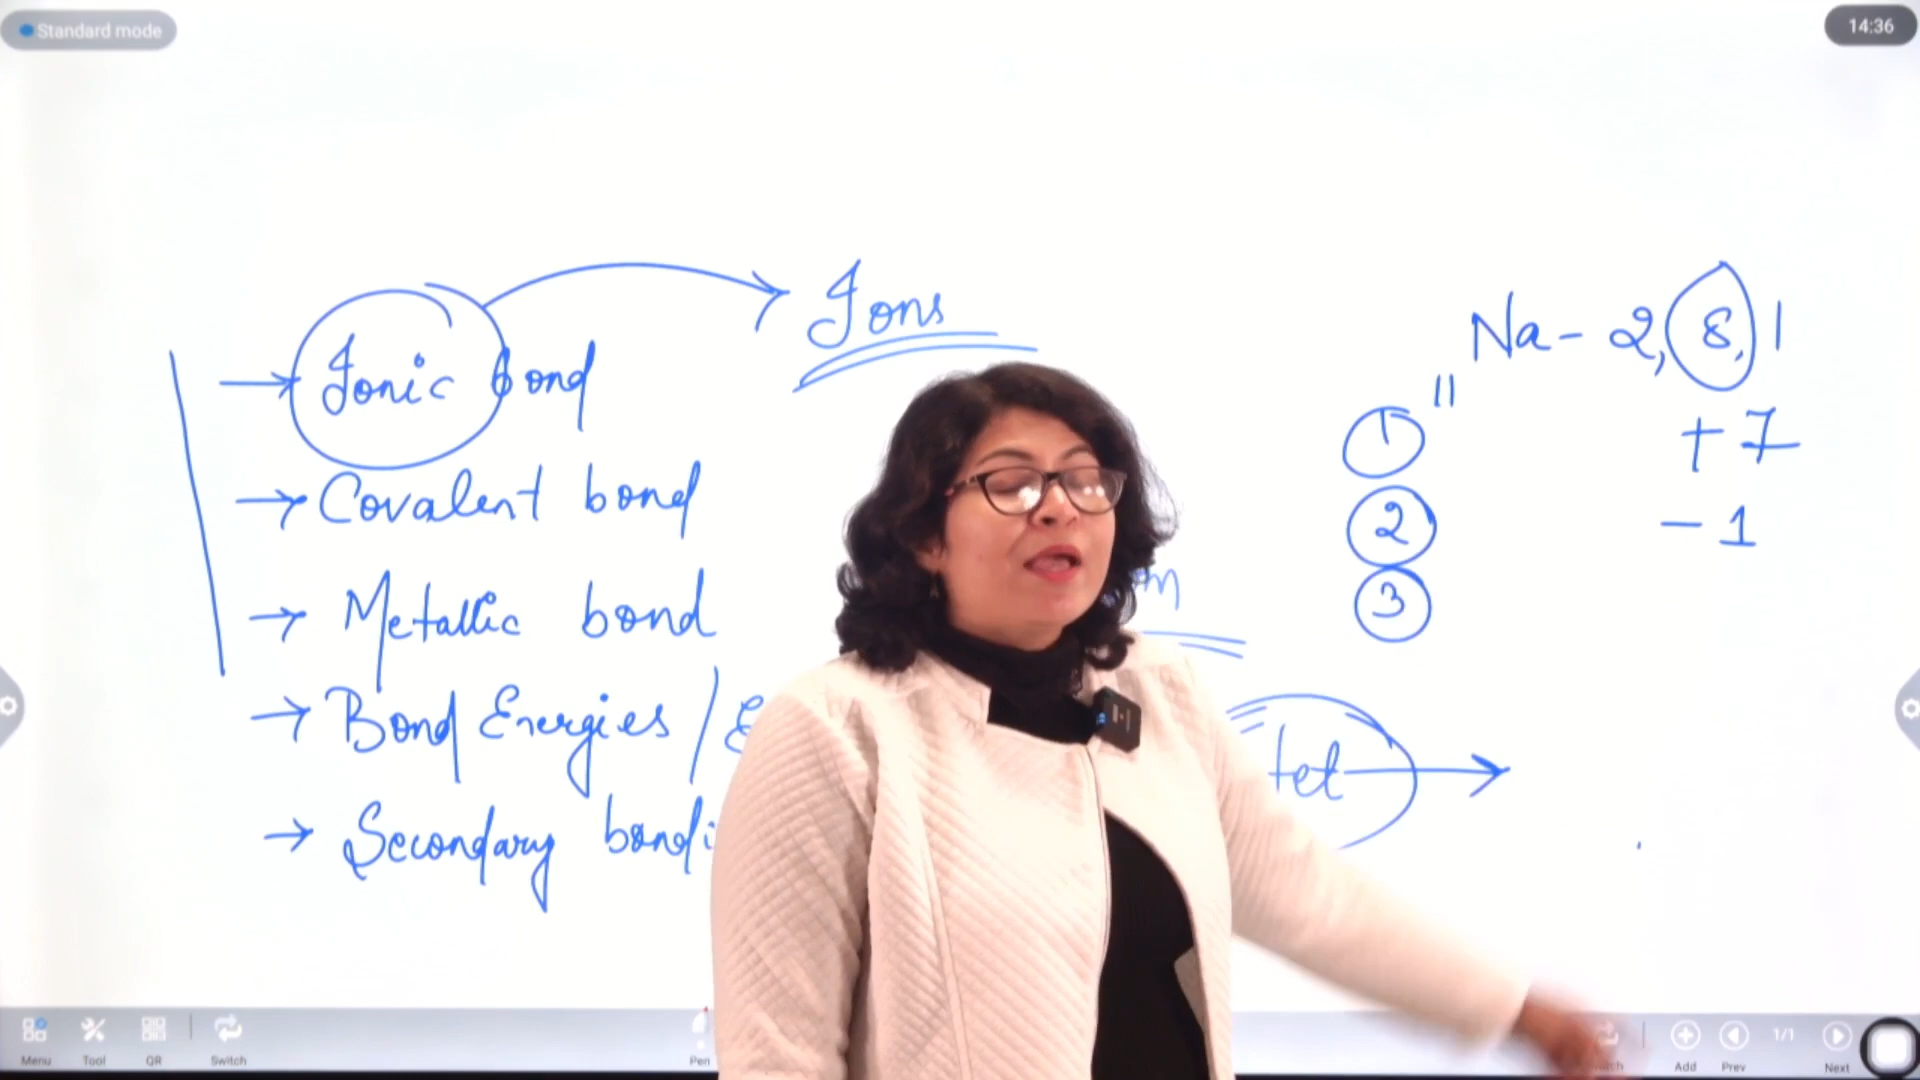 Standard mode
14:36
Ions
Ionic bond
Covalent bond
Metallic bond
Bond Energies /
Secondary
Na - 2, 8, 1
11
1
+7
2
-1
3
Menu
Tool
QR
Switch
Pen
Add
Prev
1/1
Next